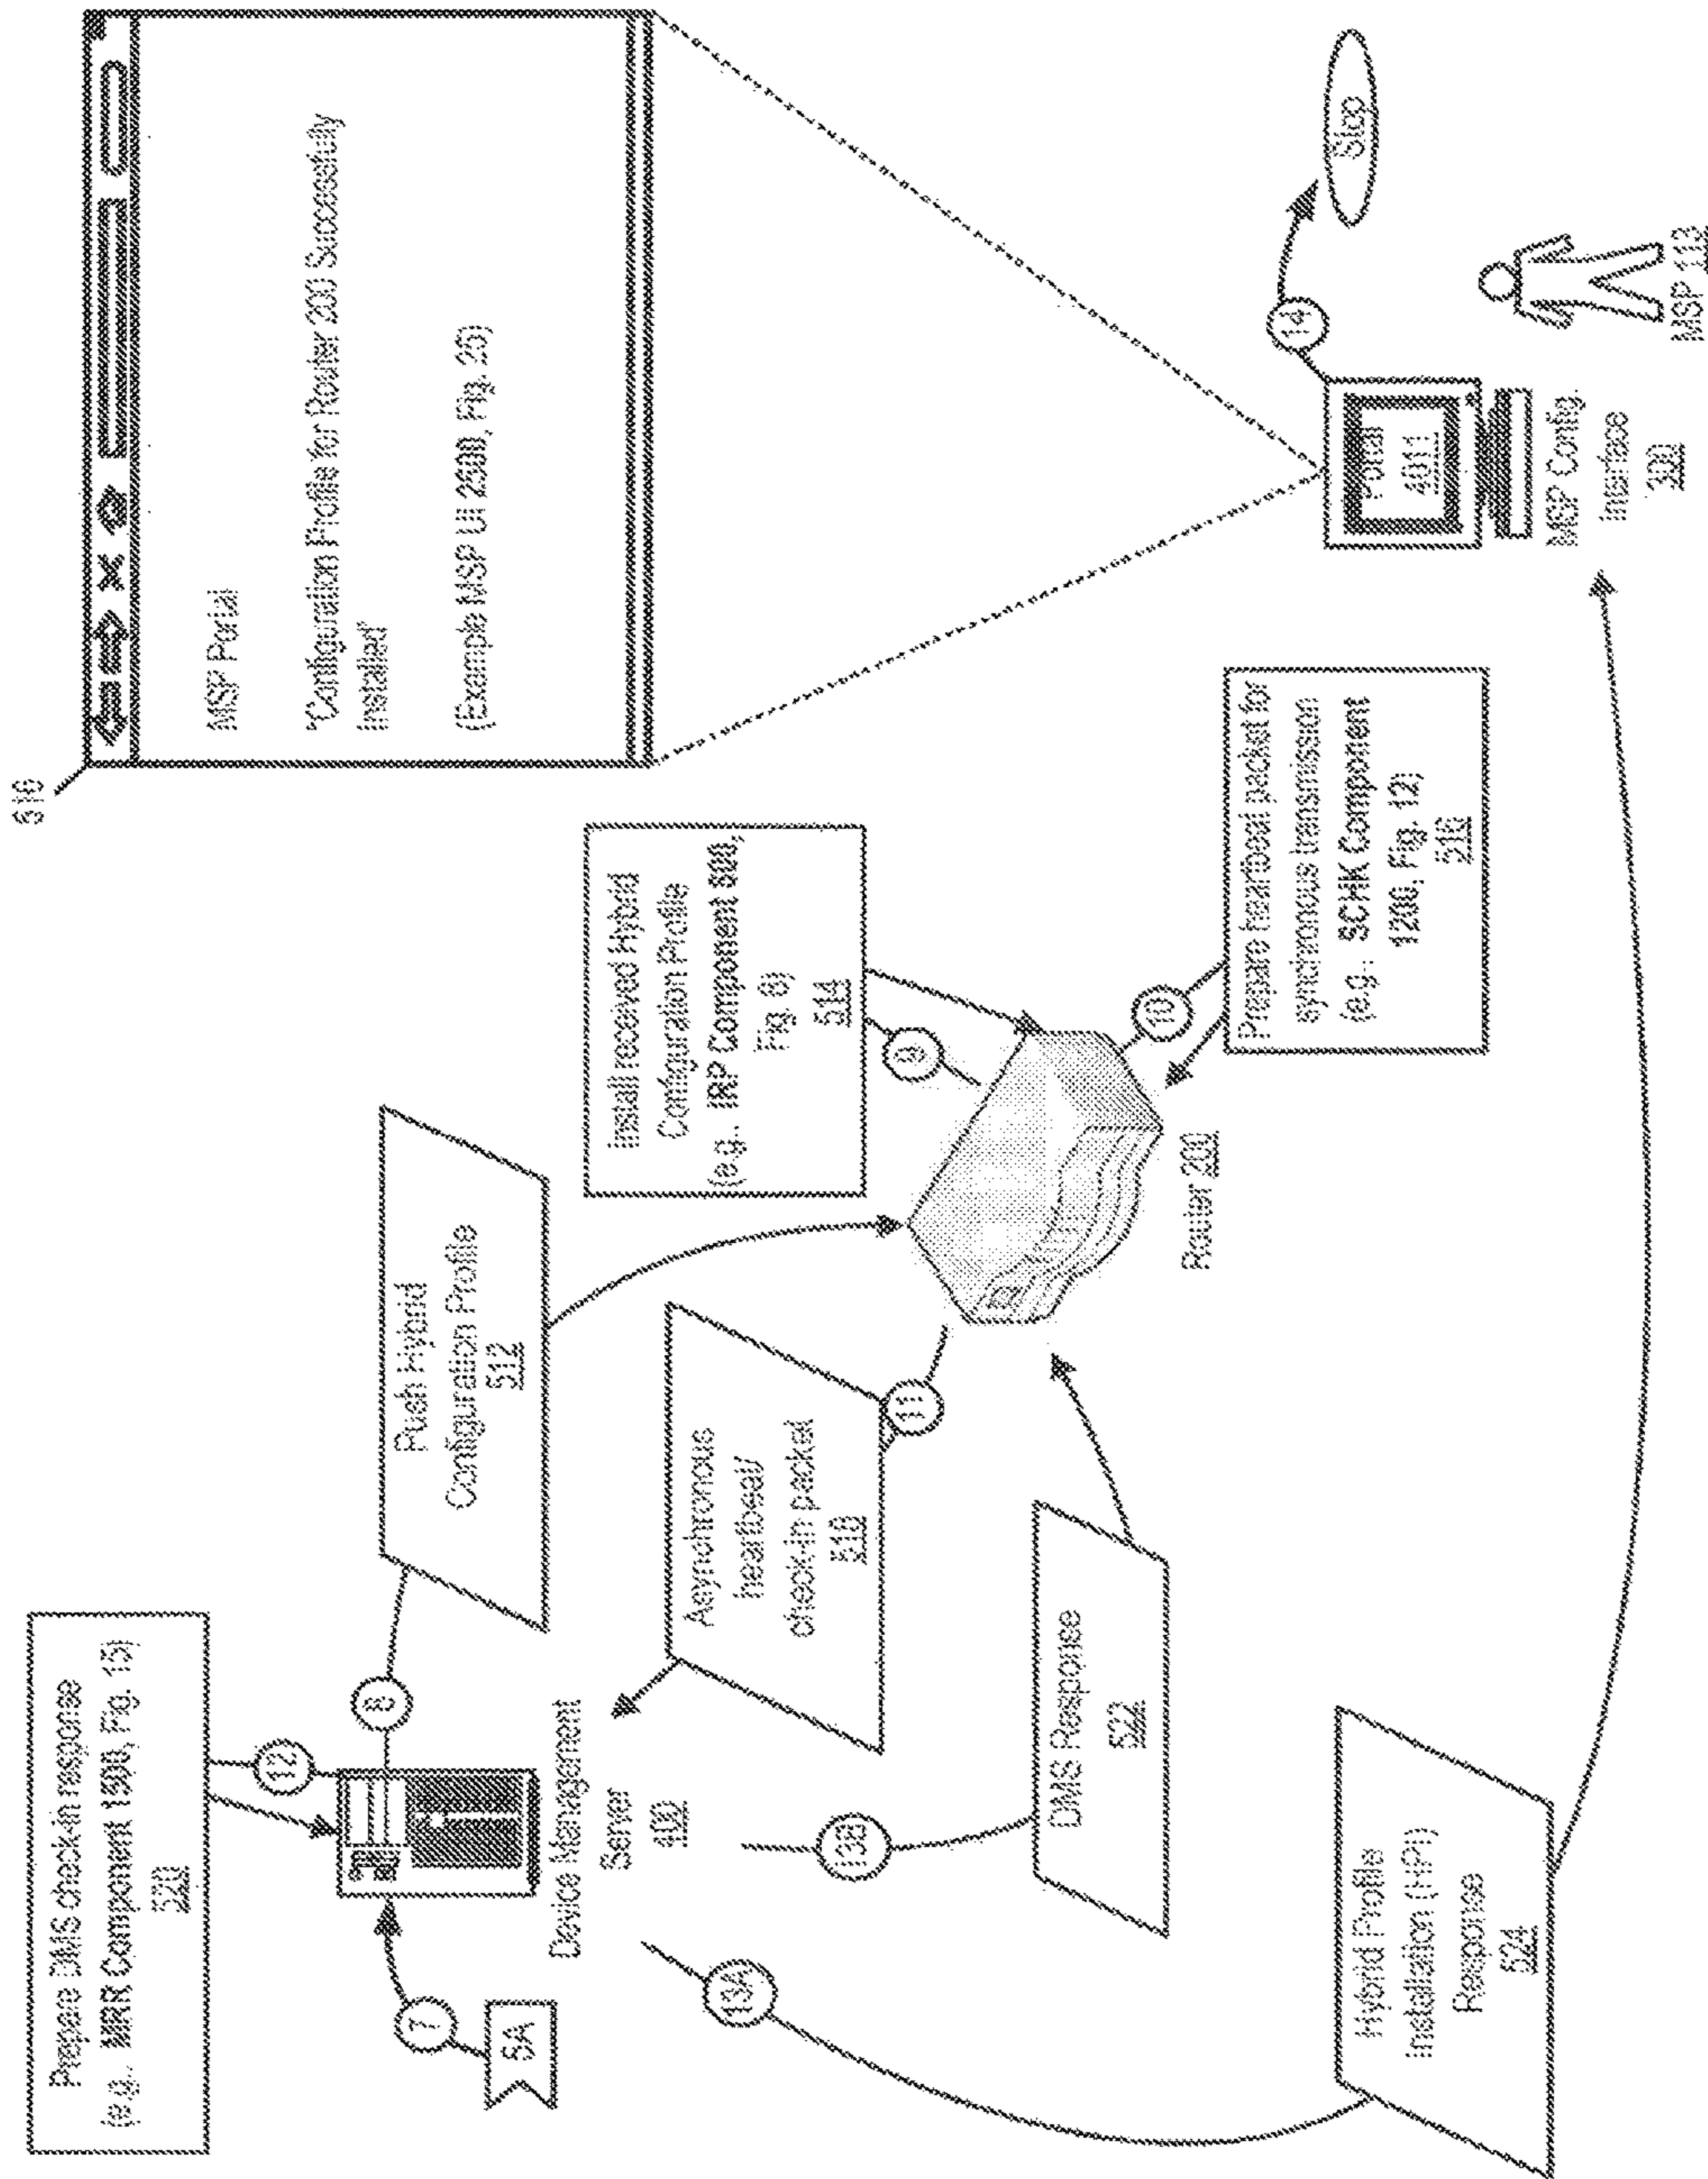 Prepare DMS check-in response
(e.g., MRR Component 1500, Fig. 15)
520
12
7
5A
Device Management
Server
400
8
Push Hybrid
Configuration Profile
512
Asynchronous
heartbeat/
check-in packet
518
11
13B
DMS Response
522
13A
Hybrid Profile
Installation (HPI)
Response
524
Install received Hybrid
Configuration Profile
(e.g., IRP Component 800,
Fig. 8)
514
9
Router 200
10
Prepare heartbeat packet for
synchronous transmission
(e.g., SCHK Component
1200, Fig. 12)
516
MSP Portal
"Configuration Profile for Router 200 Successfully
Installed"
(Example MSP UI 2500, Fig. 25)
Portal
4011
MSP Config.
Interface
300
14
Stop
MSP 113